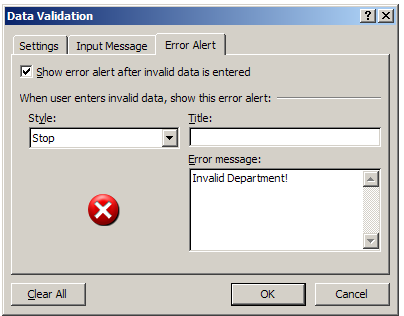 Data Validation
Settings Input Message Error Alert
Show error alert after invalid data is entered
When user enters invalid data, show this error alert:
Style: Title:
Stop
Error message:
Invalid Department!
Clear All OK Cancel